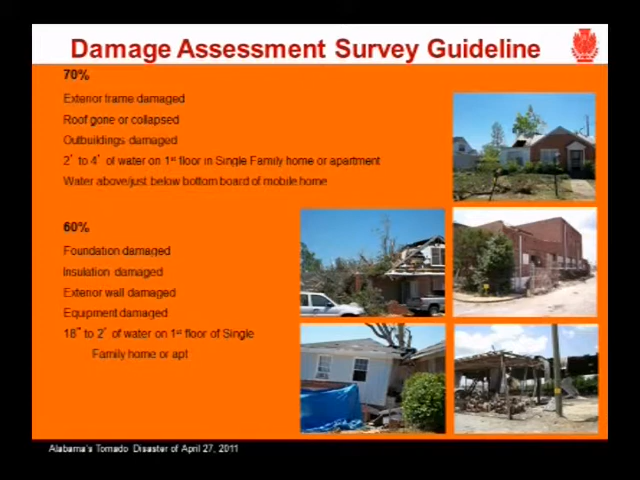 Damage Assessment Survey Guideline
70%
Exterior frame damaged
Roof gone or collapsed
Outbuildings damaged
2' to 4' of water on 1st floor in Single Family home or apartment
Water above/just below bottom board of mobile home
60%
Foundation damaged
Insulation damaged
Exterior wall damaged
Equipment damaged
18" to 2' of water on 1st floor of Single
Family home or apt
Alabama's Tornado Disaster of April 27, 2011